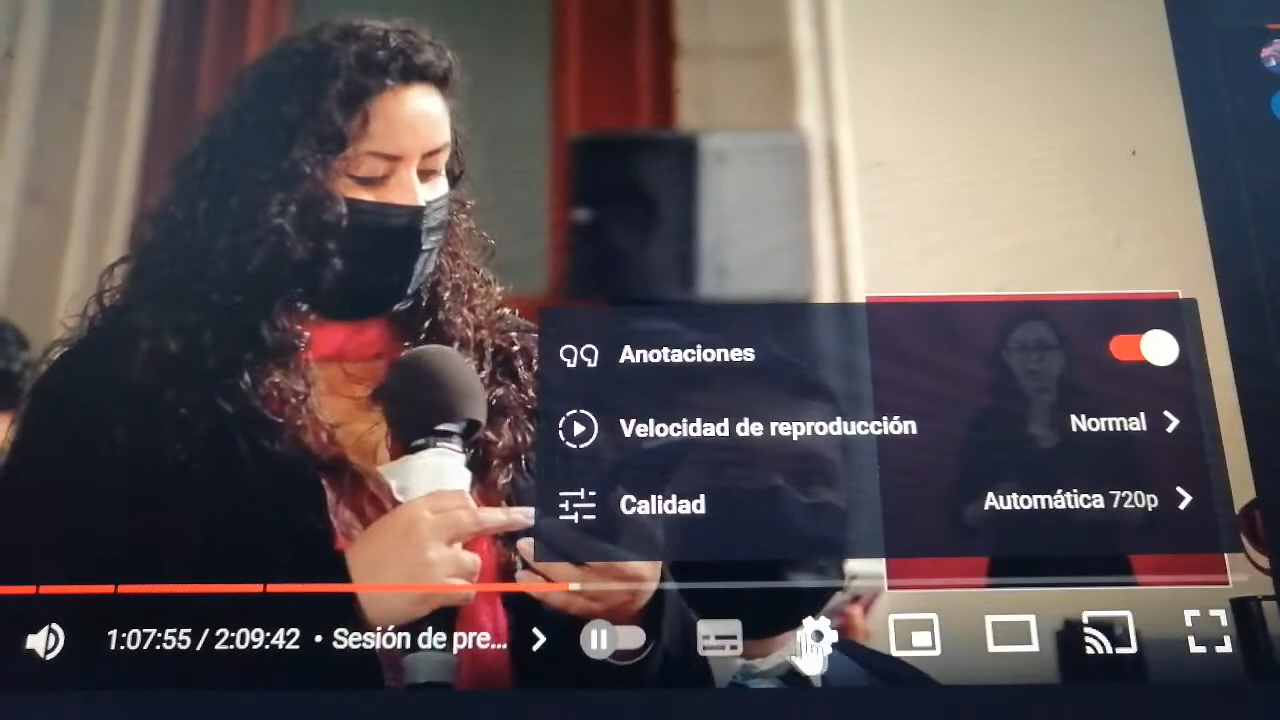 Anotaciones
Velocidad de reproducción Normal
Calidad Automática 720p
1:07:55 / 2:09:42 • Sesión de pre...